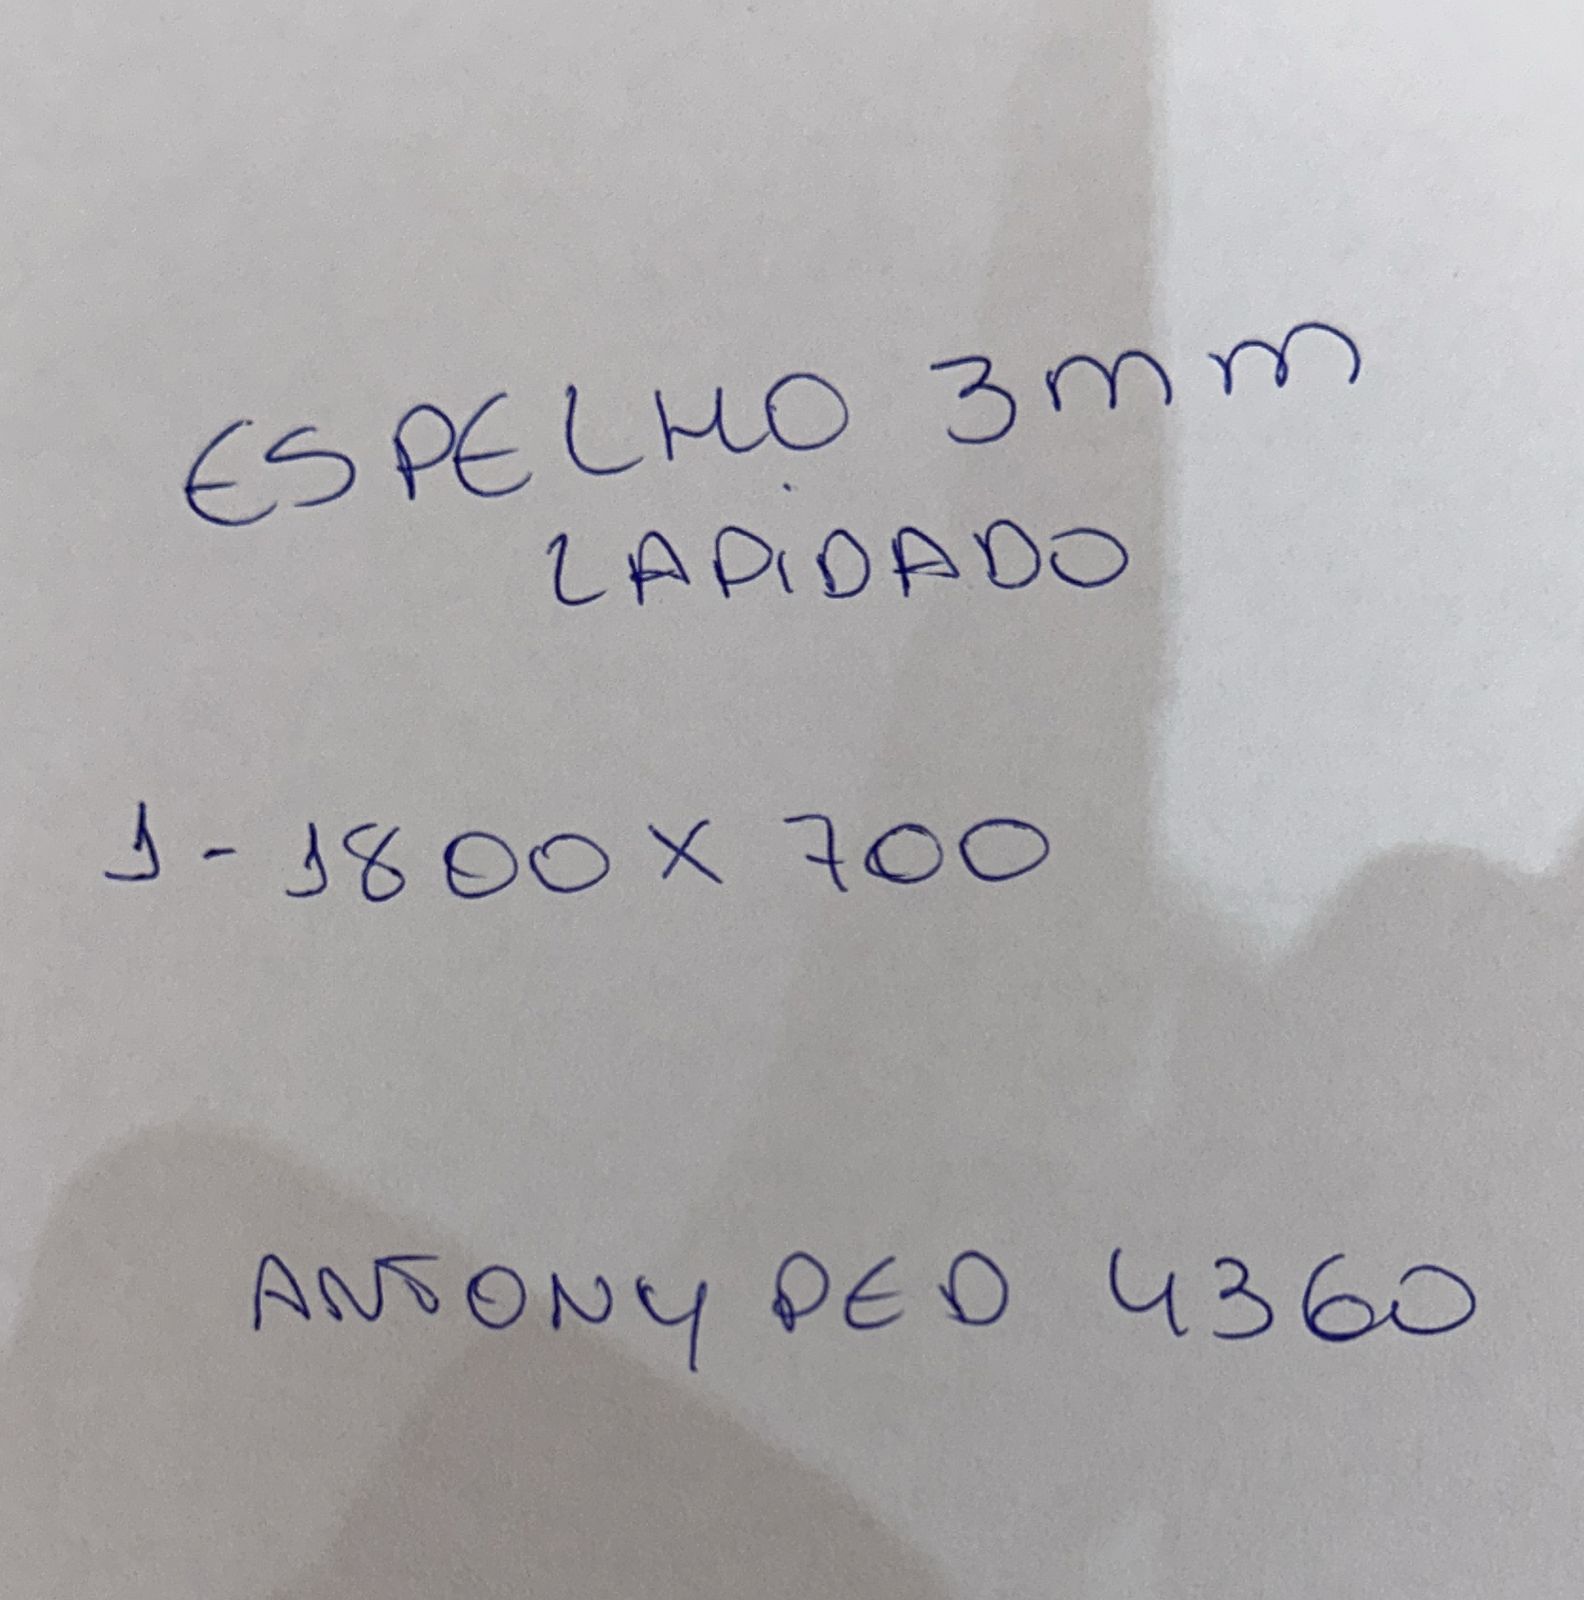 ESPELHO 3mm
LAPIDADO
1 - 1800 x 700
ANTONY PED 4360